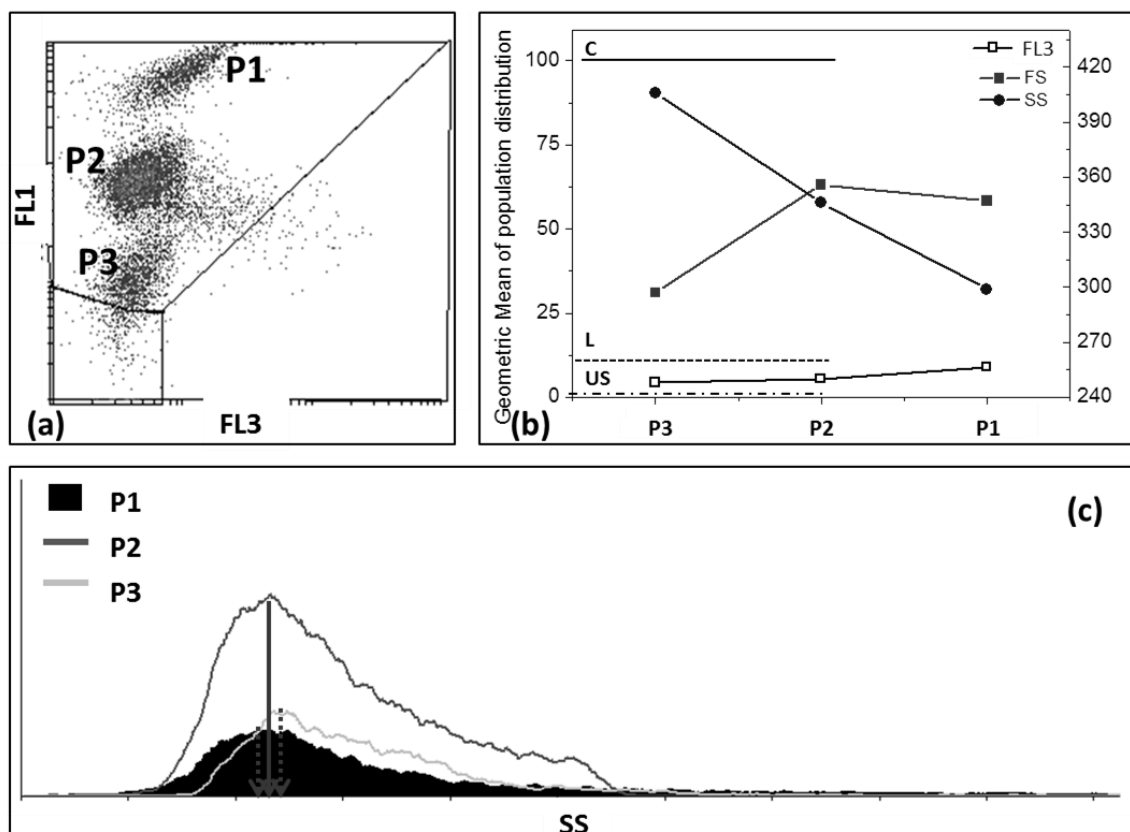 P1
P2
P3
FL1
(a)
FL3
Geometric Mean of population distribution
100
75
50
25
0
C
L
US
FL3
FS
SS
420
390
360
330
300
270
240
(b)
P3
P2
P1
P1
P2
P3
(c)
SS